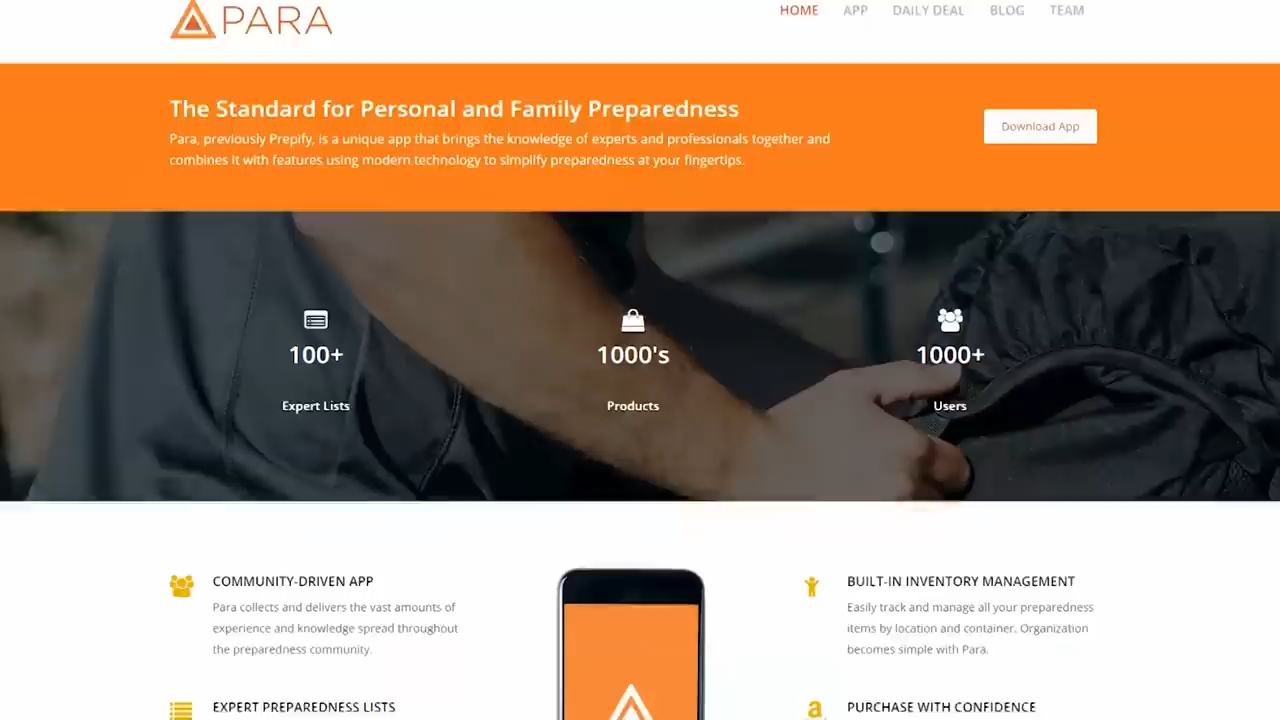 PARA
HOME APP DAILY DEAL BLOG TEAM
The Standard for Personal and Family Preparedness
Para, previously Prepify, is a unique app that brings the knowledge of experts and professionals together and
combines it with features using modern technology to simplify preparedness at your fingertips.
Download App
100+
Expert Lists
1000's
Products
1000+
Users
COMMUNITY-DRIVEN APP
Para collects and delivers the vast amounts of
experience and knowledge spread throughout
the preparedness community.
EXPERT PREPAREDNESS LISTS
BUILT-IN INVENTORY MANAGEMENT
Easily track and manage all your preparedness
items by location and container. Organization
becomes simple with Para.
PURCHASE WITH CONFIDENCE